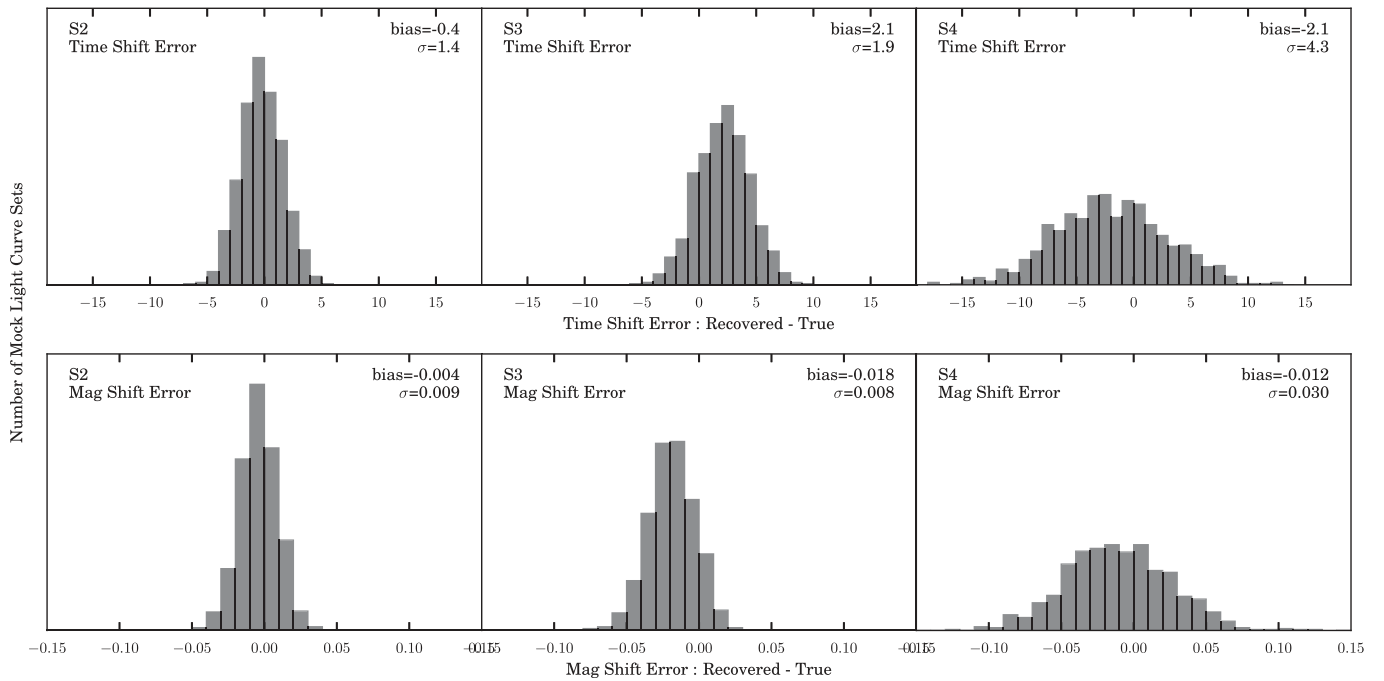 Number of Mock Light Curve Sets
S2 bias=-0.4
Time Shift Error σ=1.4
S3 bias=2.1
Time Shift Error σ=1.9
S4 bias=-2.1
Time Shift Error σ=4.3
−15 −10 −5 0 5 10 15
−15 −10 −5 0 5 10 15
−15 −10 −5 0 5 10 15
Time Shift Error : Recovered - True
S2 bias=-0.004
Mag Shift Error σ=0.009
S3 bias=-0.018
Mag Shift Error σ=0.008
S4 bias=-0.012
Mag Shift Error σ=0.030
−0.15 −0.10 −0.05 0.00 0.05 0.10
−0.10 −0.05 0.00 0.05 0.10
−0.10 −0.05 0.00 0.05 0.10 0.15
Mag Shift Error : Recovered - True